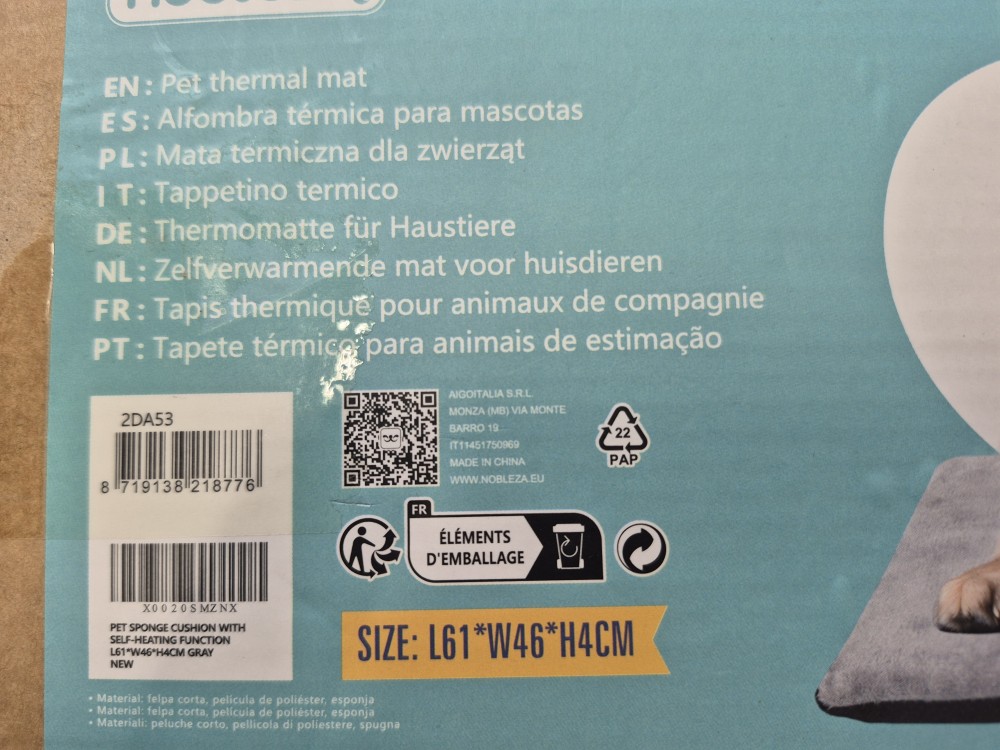 EN: Pet thermal mat
ES: Alfombra térmica para mascotas
PL: Mata termiczna dla zwierząt
IT: Tappetino termico
DE: Thermomatte für Haustiere
NL: Zelfverwarmende mat voor huisdieren
FR: Tapis thermique pour animaux de compagnie
PT: Tapete térmico para animais de estimação
2DA53
8 719138 218776
X0020SMZNX
PET SPONGE CUSHION WITH
SELF-HEATING FUNCTION
L61*W46*H4CM GRAY
NEW
AIGOITALIA S.R.L
MONZA (MB) VIA MONTE
BARRO 19
IT11451750969
MADE IN CHINA
WWW.NOBLEZA.EU
22
PAP
FR
ÉLÉMENTS
D'EMBALLAGE
SIZE: L61*W46*H4CM
• Material: felpa corta, película de poliéster, esponja
• Material: felpa corta, película de poliéster, esponja
• Materiali: peluche corto, pellicola di poliestere, spugna